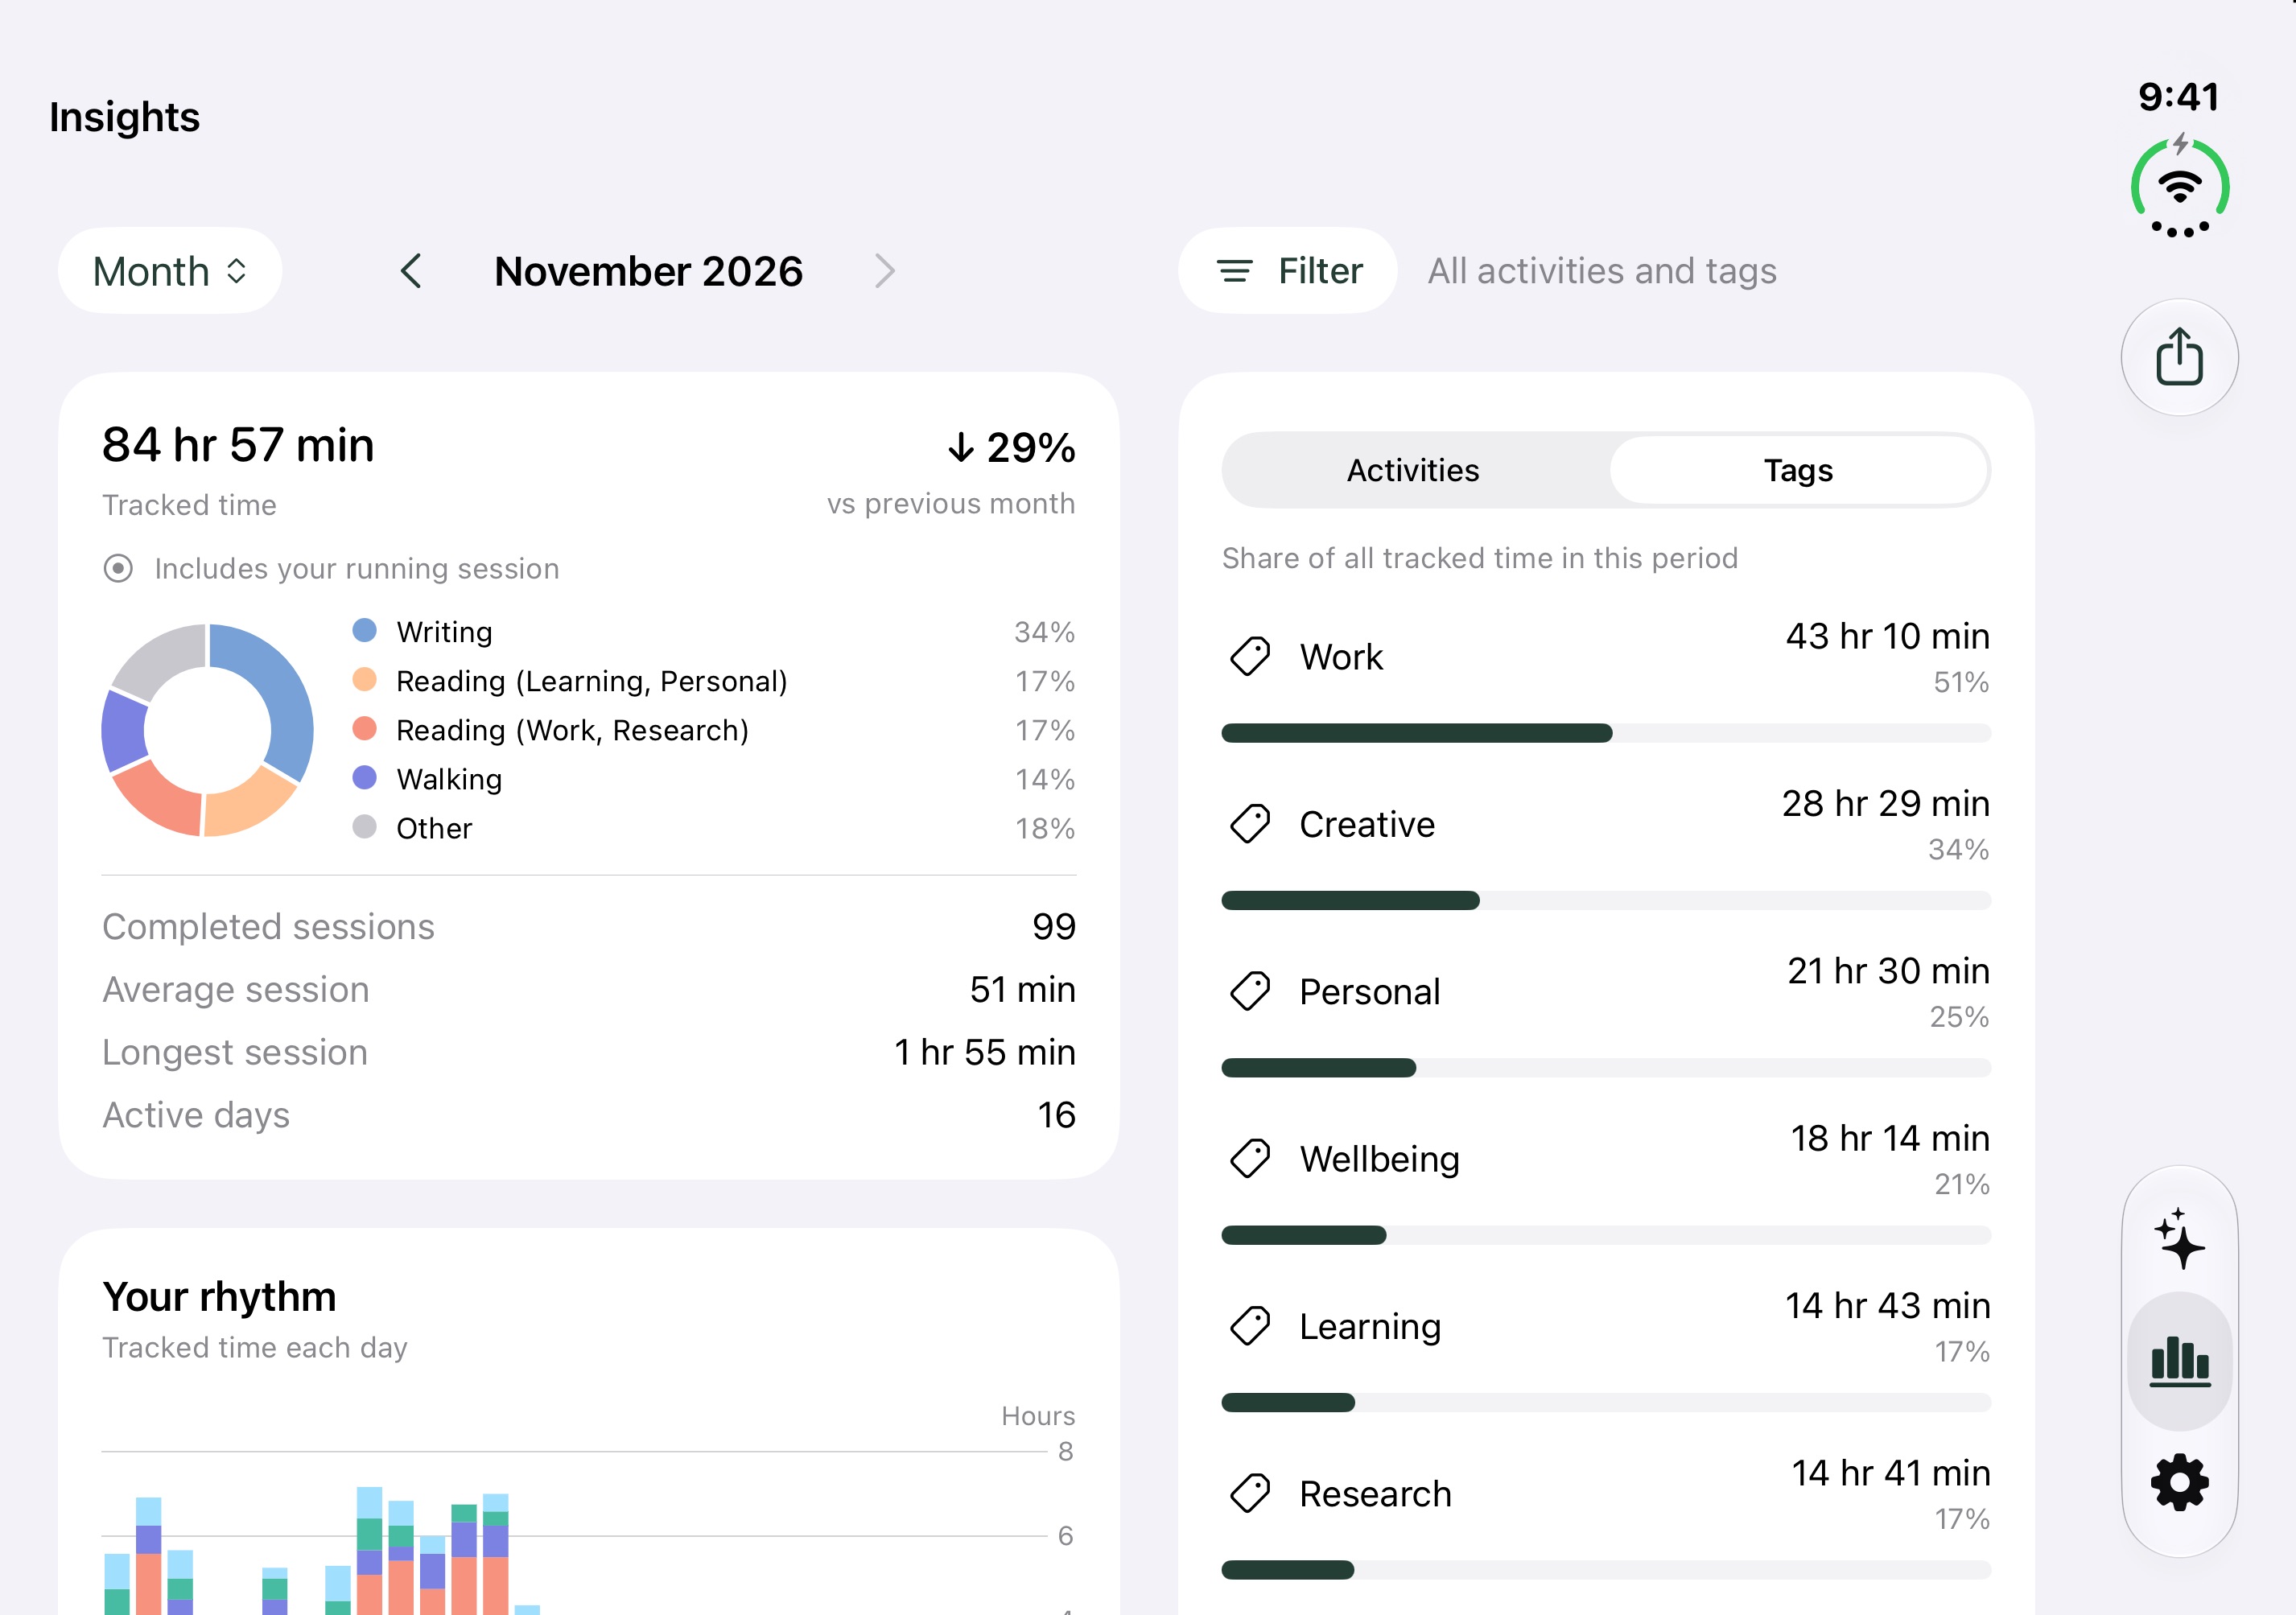 Insights
9:41
Month
November 2026
Filter
All activities and tags
84 hr 57 min
↓ 29%
Tracked time
vs previous month
Includes your running session
Writing 34%
Reading (Learning, Personal) 17%
Reading (Work, Research) 17%
Walking 14%
Other 18%
Completed sessions 99
Average session 51 min
Longest session 1 hr 55 min
Active days 16
Your rhythm
Tracked time each day
Hours
8
6
Activities
Tags
Share of all tracked time in this period
Work
43 hr 10 min
51%
Creative
28 hr 29 min
34%
Personal
21 hr 30 min
25%
Wellbeing
18 hr 14 min
21%
Learning
14 hr 43 min
17%
Research
14 hr 41 min
17%